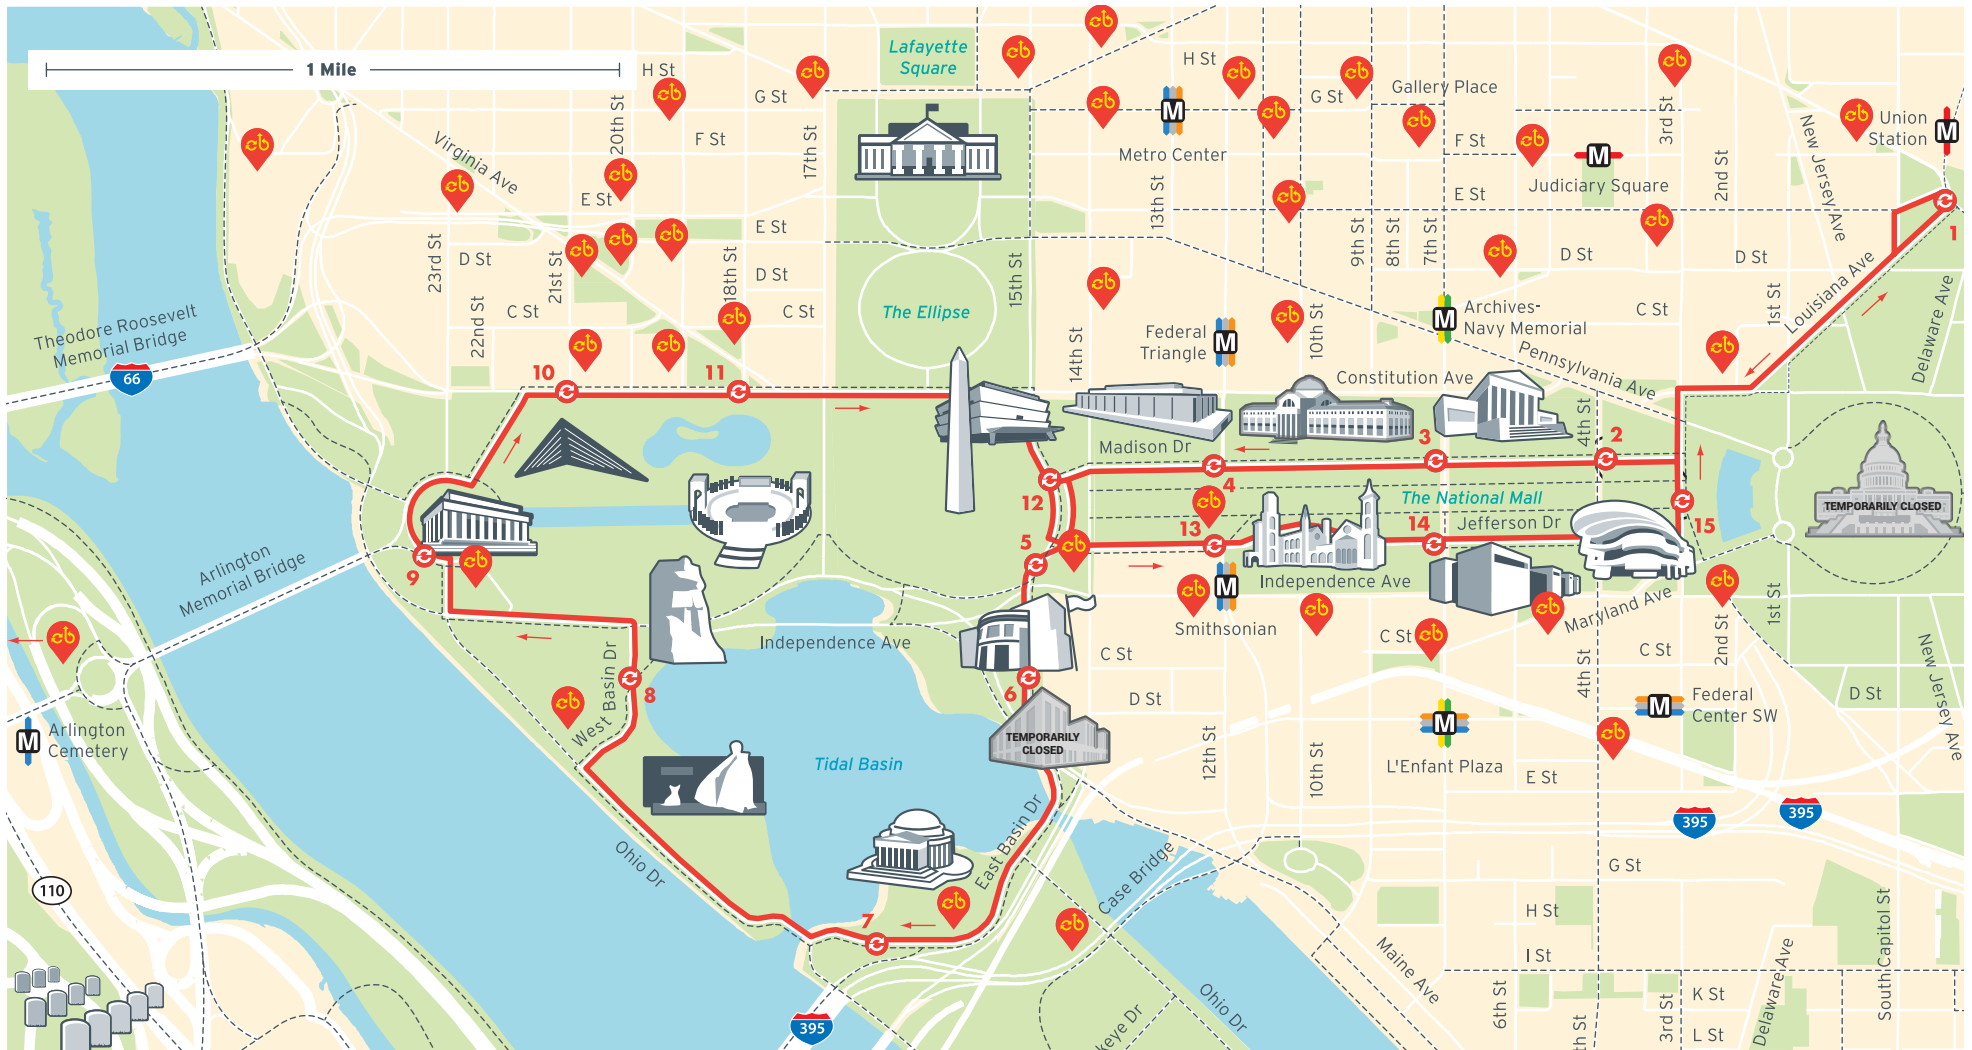 Lafayette
Square
1 Mile
H St
H St
G St
G St
Gallery Place
20th St
Virginia Ave
F St
17th St
Metro Center
F St
3rd St
Union
Station
New Jersey Ave
Judiciary Square
2nd St
E St
E St
E St
13th St
1
23rd St
D St
21st St
18th St
D St
15th St
9th St
8th St
7th St
D St
D St
Louisiana Ave
Delaware Ave
22nd St
C St
C St
The Ellipse
14th St
10th St
Archives-
Navy Memorial
C St
1st St
Theodore Roosevelt
Memorial Bridge
66
Federal
Triangle
Pennsylvania Ave
10
11
Constitution Ave
4th St
Madison Dr
3
2
4
12
The National Mall
13
14
Jefferson Dr
15
TEMPORARILY CLOSED
5
9
Arlington
Memorial Bridge
Independence Ave
Maryland Ave
1st St
Smithsonian
Independence Ave
C St
C St
C St
2nd St
4th St
New Jersey Ave
West Basin Dr
8
6
D St
D St
Federal
Center SW
Arlington
Cemetery
TEMPORARILY
CLOSED
12th St
10th St
L'Enfant Plaza
Tidal Basin
E St
395
395
East Basin Dr
Case Bridge
Ohio Dr
G St
110
7
H St
South Capitol St
I St
Maine Ave
Delaware Ave
6th St
K St
3rd St
Ohio Dr
395
L St
M
M
M
M
M
M
M
M
M
cb